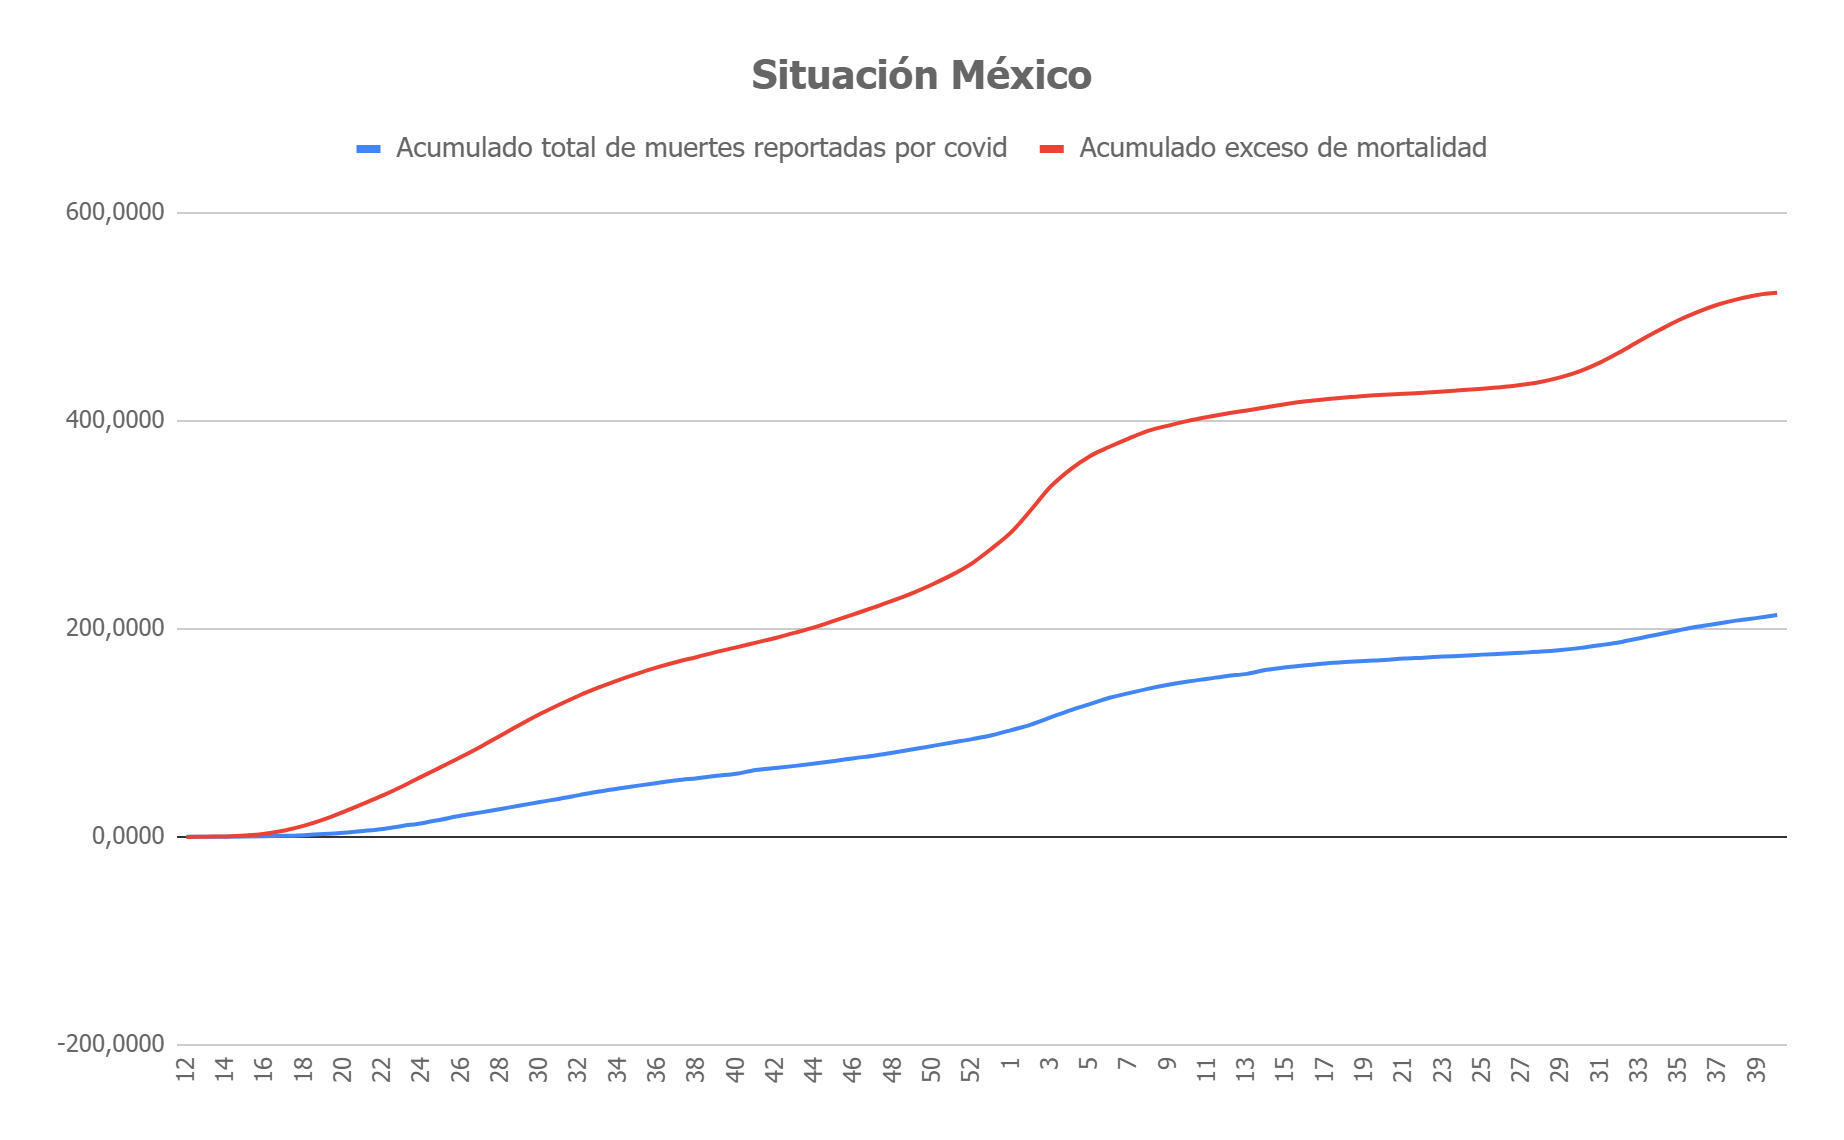 Situación México
Acumulado total de muertes reportadas por covid Acumulado exceso de mortalidad
600,0000
400,0000
200,0000
0,0000
-200,0000
12 14 16 18 20 22 24 26 28 30 32 34 36 38 40 42 44 46 48 50 52 1 3 5 7 9 11 13 15 17 19 21 23 25 27 29 31 33 35 37 39